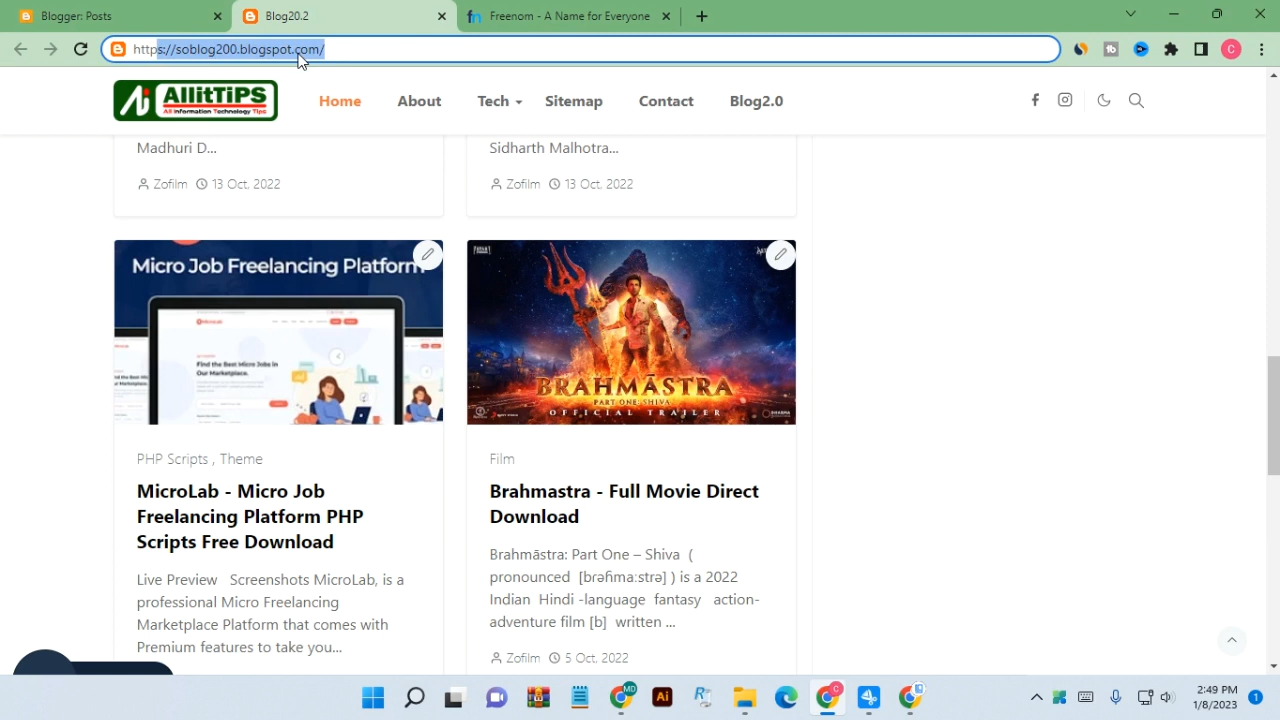 Blogger: Posts
Blog20.2
Freenom - A Name for Everyone
https://soblog200.blogspot.com/
C
AllitTiPS
All Information Technology Tips
Home
About
Tech
Sitemap
Contact
Blog2.0
Madhuri D...
Sidharth Malhotra...
Zofilm 13 Oct, 2022
Zofilm 13 Oct, 2022
Micro Job Freelancing Platform
MicroLab
Find the Best Micro Jobs in
Our Marketplace.
BRAHMASTRA
PART ONE: SHIVA
OFFICIAL TRAILER
PHP Scripts , Theme
MicroLab - Micro Job
Freelancing Platform PHP
Scripts Free Download
Live Preview Screenshots MicroLab, is a
professional Micro Freelancing
Marketplace Platform that comes with
Premium features to take you...
Film
Brahmastra - Full Movie Direct
Download
Brahmāstra: Part One – Shiva (
pronounced [brəɦmaːstrə] ) is a 2022
Indian Hindi -language fantasy action-
adventure film [b] written ...
Zofilm 5 Oct, 2022
MD
Ai
C
2:49 PM
1/8/2023
1